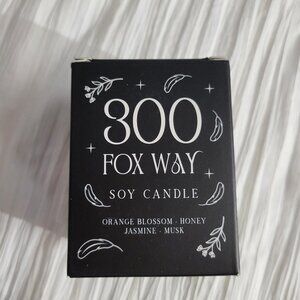 300
FOX WAY
SOY CANDLE
ORANGE BLOSSOM · HONEY
JASMINE · MUSK